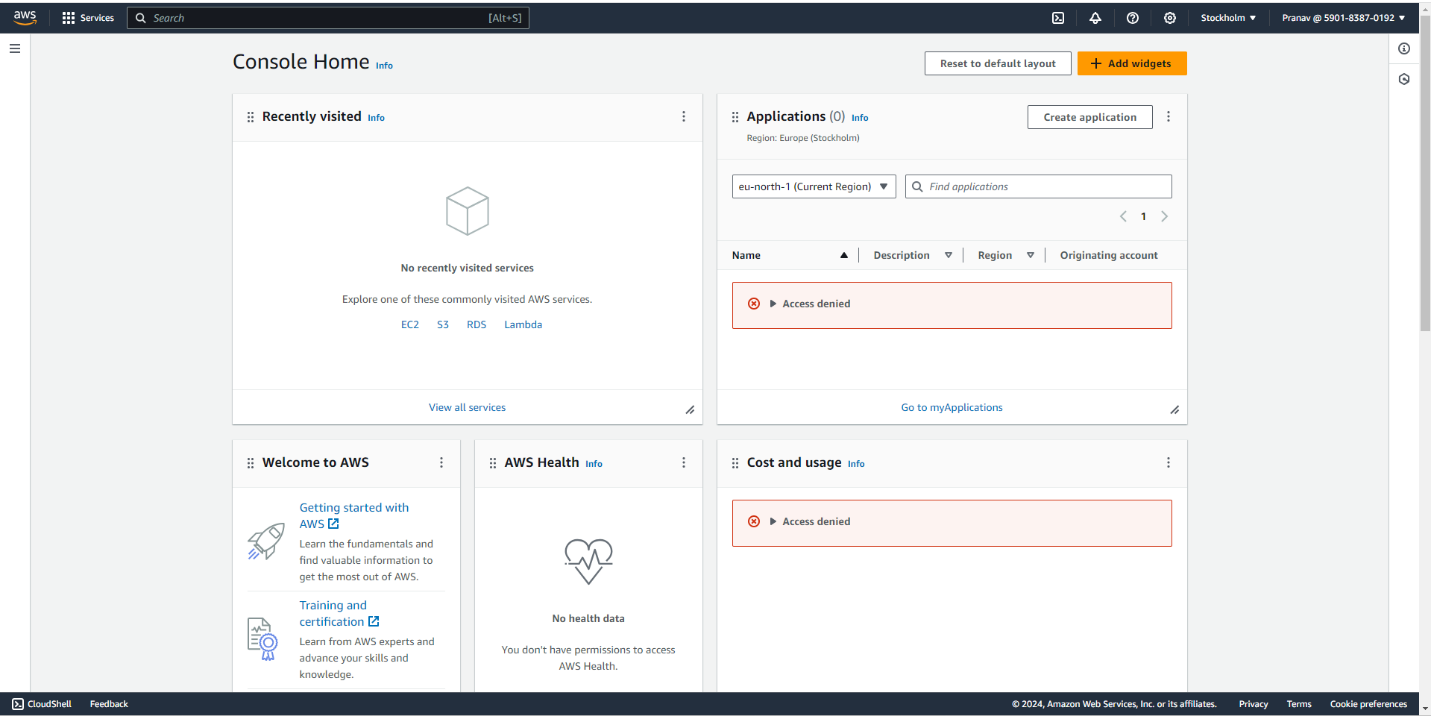 aws
Services
Search
[Alt+S]
Stockholm
Pranav @ 5901-8387-0192
Console Home
Info
Reset to default layout
Add widgets
Recently visited
Info
No recently visited services
Explore one of these commonly visited AWS services.
EC2
S3
RDS
Lambda
View all services
Applications (0)
Info
Create application
Region: Europe (Stockholm)
eu-north-1 (Current Region)
Find applications
1
Name
Description
Region
Originating account
Access denied
Go to myApplications
Welcome to AWS
Getting started with
AWS
Learn the fundamentals and
find valuable information to
get the most out of AWS.
Training and
certification
Learn from AWS experts and
advance your skills and
knowledge.
AWS Health
Info
No health data
You don't have permissions to access
AWS Health.
Cost and usage
Info
Access denied
CloudShell
Feedback
© 2024, Amazon Web Services, Inc. or its affiliates.
Privacy
Terms
Cookie preferences